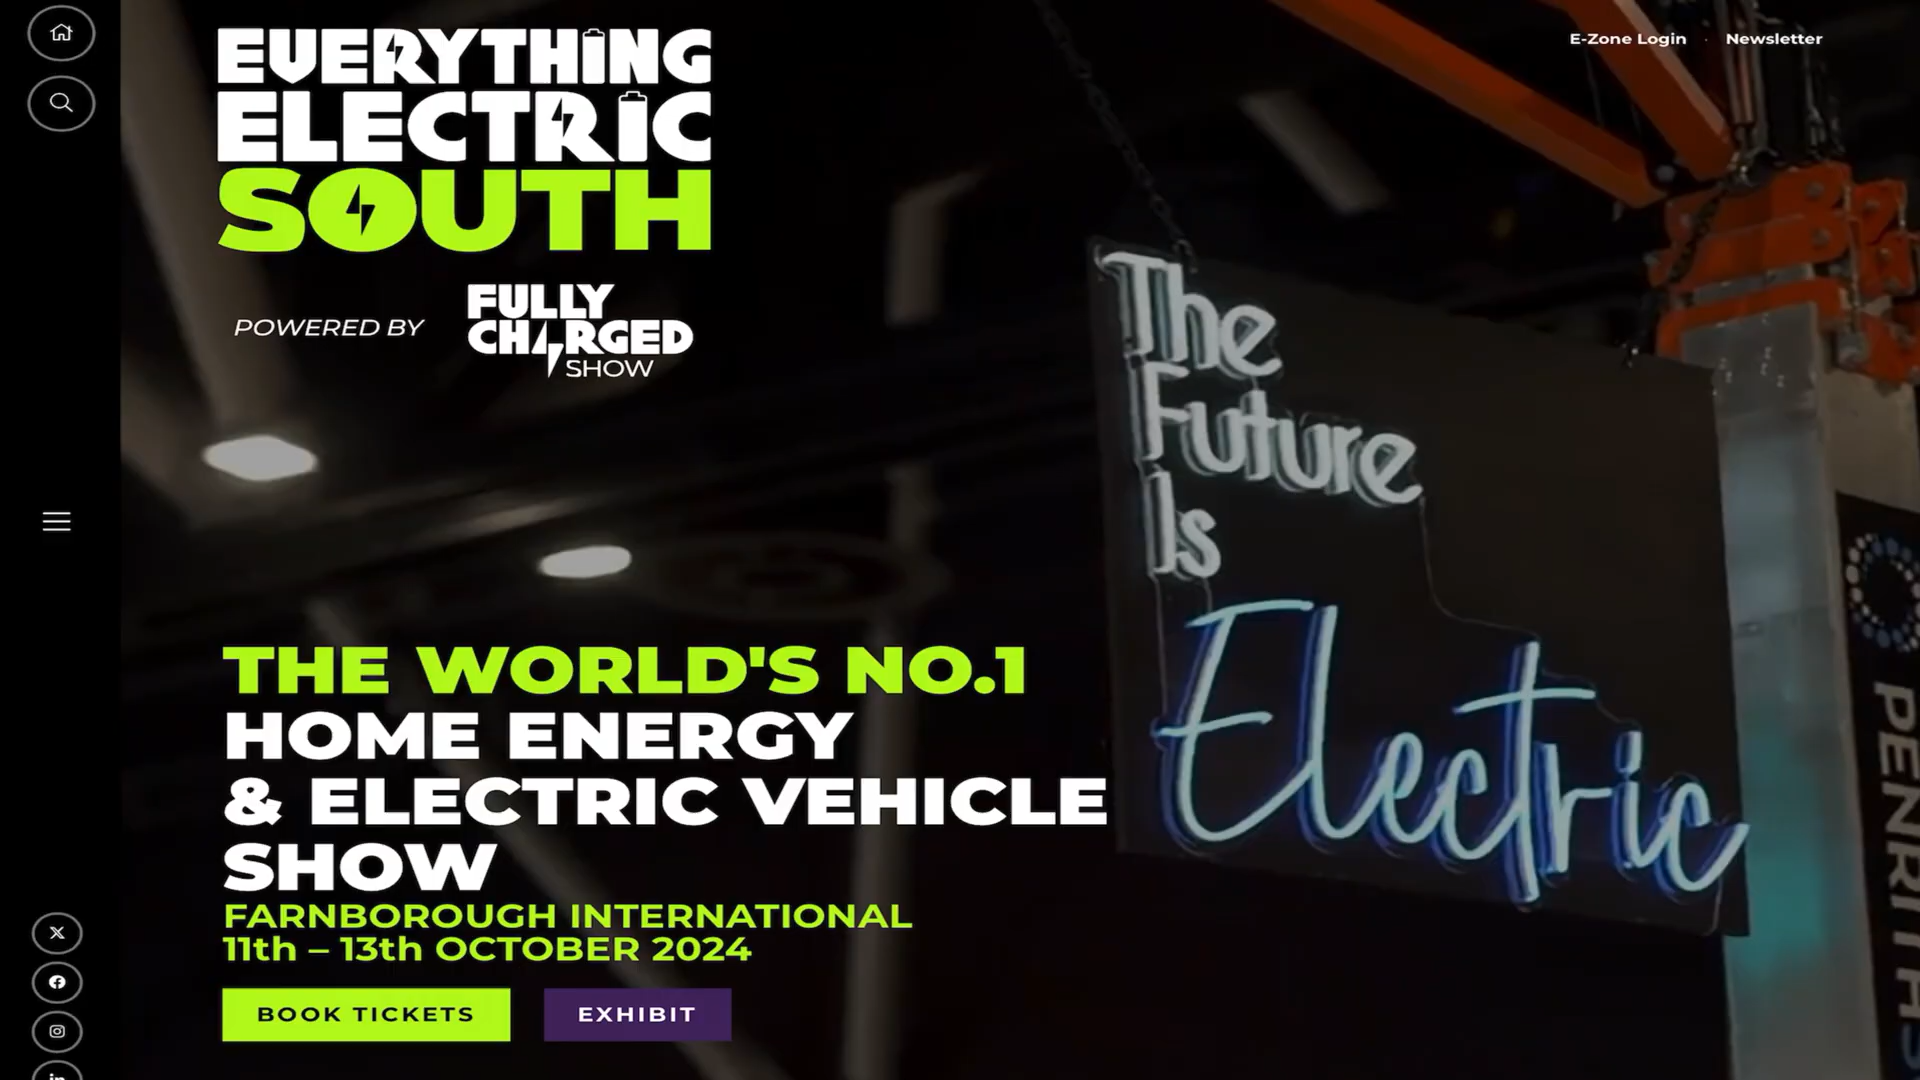 E-Zone Login · Newsletter
EVERYTHING
ELECTRIC
SOUTH
POWERED BY
FULLY
CHARGED
SHOW
The
Future
Is
Electric
PENRITH
THE WORLD'S NO.1
HOME ENERGY
& ELECTRIC VEHICLE
SHOW
FARNBOROUGH INTERNATIONAL
11th – 13th OCTOBER 2024
BOOK TICKETS
EXHIBIT